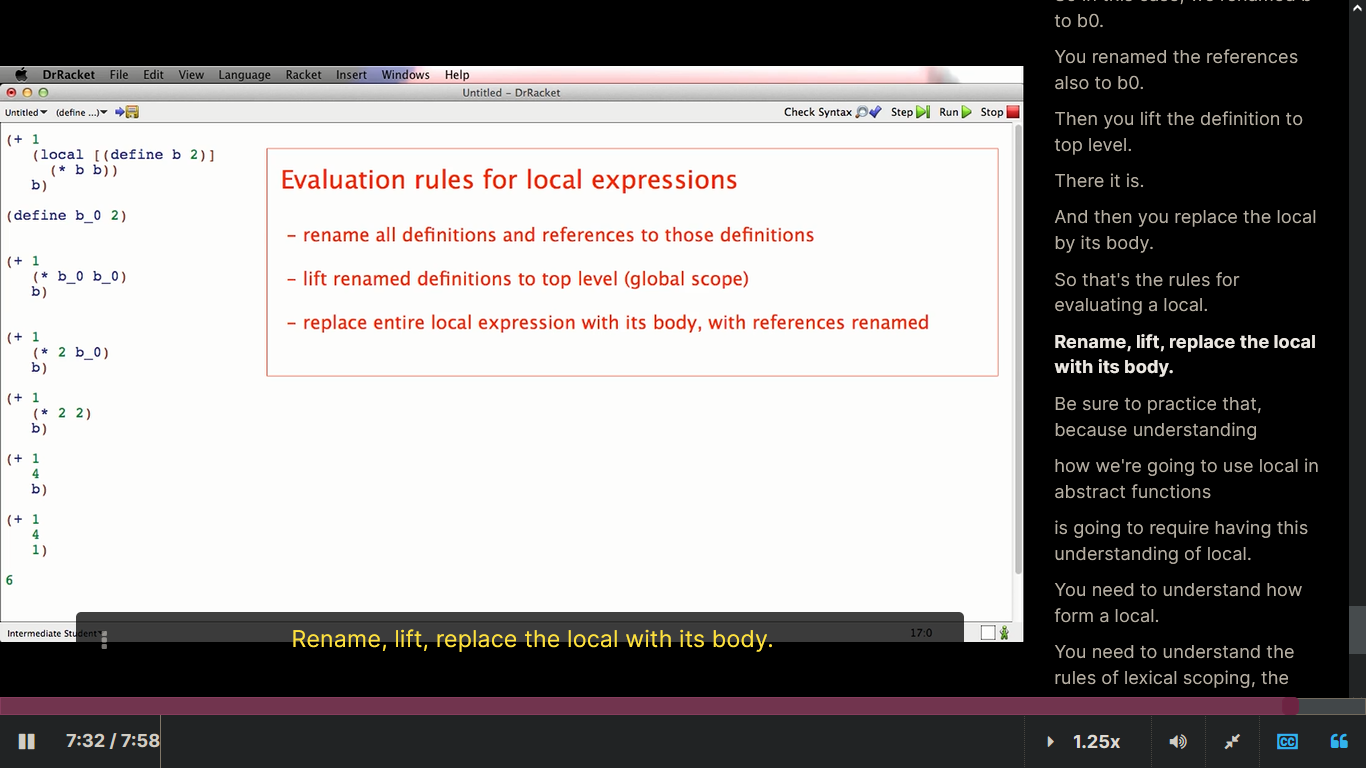 DrRacket File Edit View Language Racket Insert Windows Help
Untitled – DrRacket
Untitled (define ...) Check Syntax Step Run Stop
(+ 1
(local [(define b 2)]
(* b b))
b)
(define b_0 2)
(+ 1
(* b_0 b_0)
b)
(+ 1
(* 2 b_0)
b)
(+ 1
(* 2 2)
b)
(+ 1
4
b)
(+ 1
4
1)
6
Evaluation rules for local expressions
– rename all definitions and references to those definitions
– lift renamed definitions to top level (global scope)
– replace entire local expression with its body, with references renamed
Intermediate Student 17:0
Rename, lift, replace the local with its body.
to b0.
You renamed the references
also to b0.
Then you lift the definition to
top level.
There it is.
And then you replace the local
by its body.
So that's the rules for
evaluating a local.
Rename, lift, replace the local
with its body.
Be sure to practice that,
because understanding
how we're going to use local in
abstract functions
is going to require having this
understanding of local.
You need to understand how
form a local.
You need to understand the
rules of lexical scoping, the
7:32 / 7:58
1.25x
CC